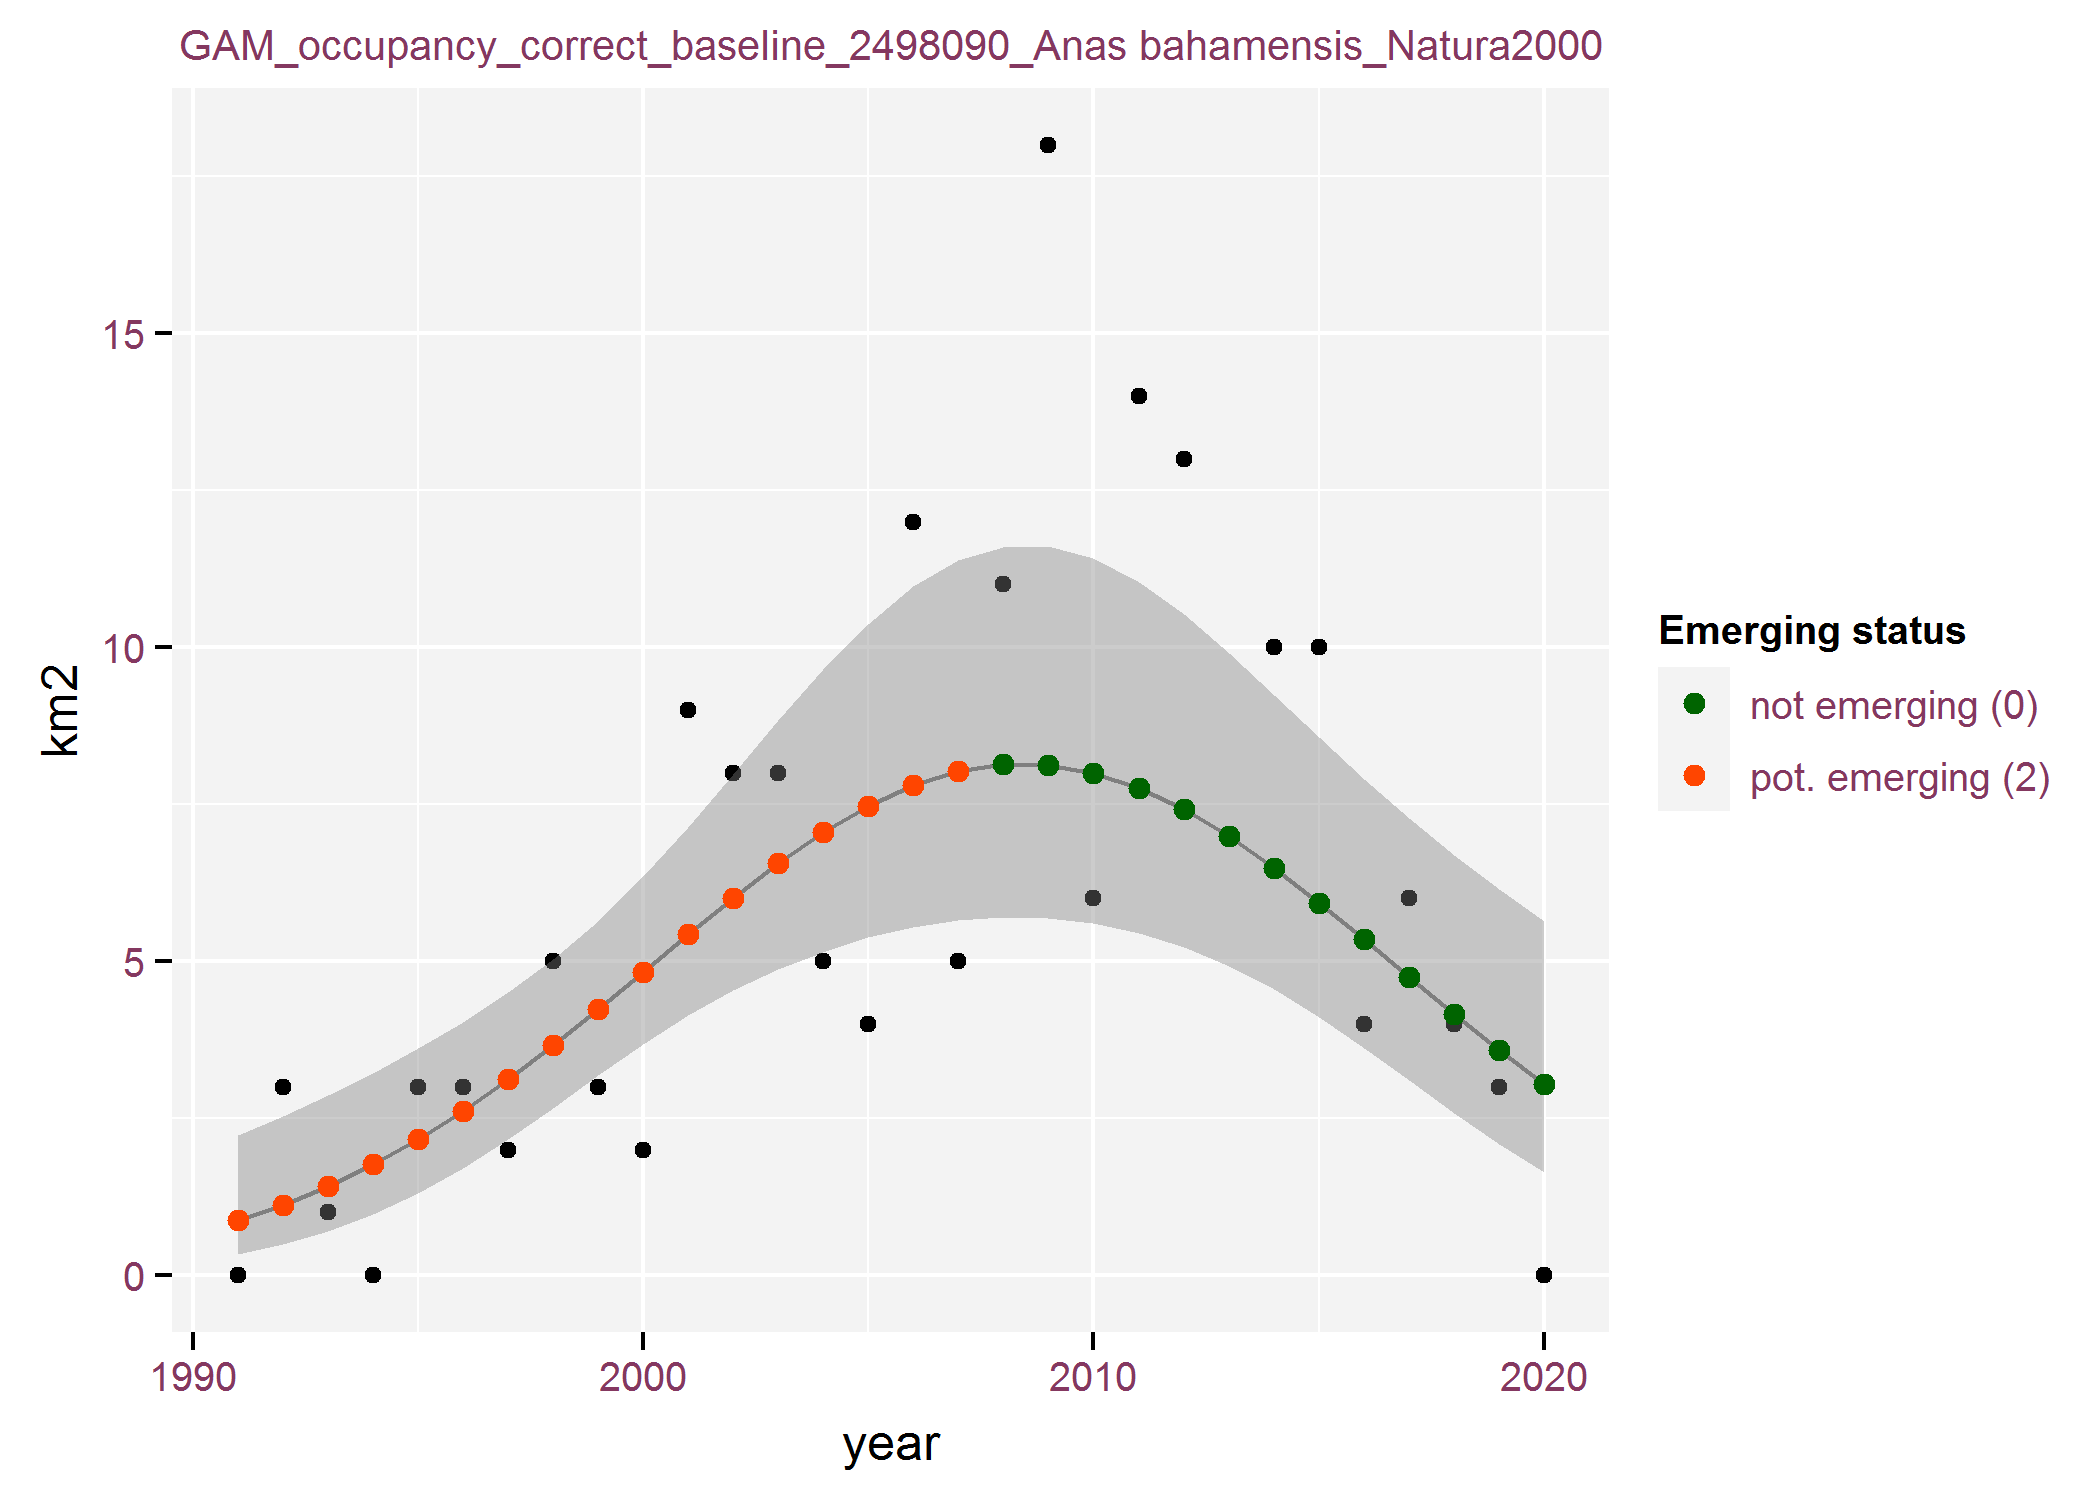 GAM_occupancy_correct_baseline_2498090_Anas bahamensis_Natura2000
15
10
5
0
km2
1990 2000 2010 2020
year
Emerging status
not emerging (0)
pot. emerging (2)